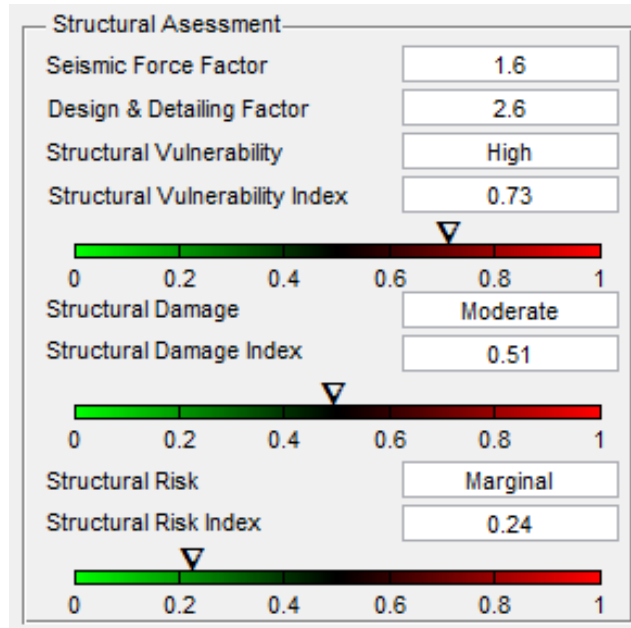 Structural Asessment
Seismic Force Factor 1.6
Design & Detailing Factor 2.6
Structural Vulnerability High
Structural Vulnerability Index 0.73
0 0.2 0.4 0.6 0.8 1
Structural Damage Moderate
Structural Damage Index 0.51
0 0.2 0.4 0.6 0.8 1
Structural Risk Marginal
Structural Risk Index 0.24
0 0.2 0.4 0.6 0.8 1